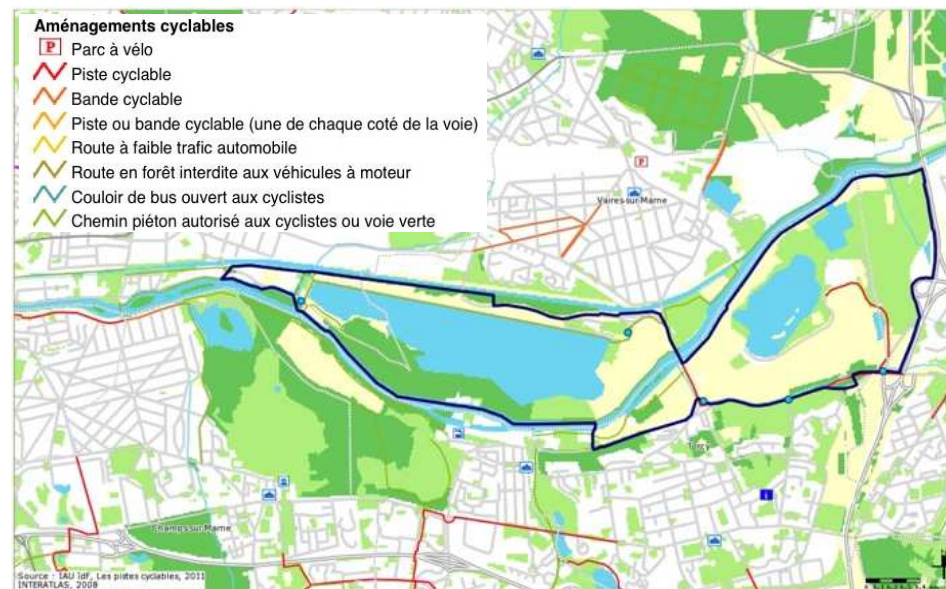 Aménagements cyclables
P Parc à vélo
Piste cyclable
Bande cyclable
Piste ou bande cyclable (une de chaque coté de la voie)
Route à faible trafic automobile
Route en forêt interdite aux véhicules à moteur
Couloir de bus ouvert aux cyclistes
Chemin piéton autorisé aux cyclistes ou voie verte
P
Vaires-sur-Marne
Torcy
i
Champs-sur-Marne
Source : IAU îdF, Les pistes cyclables, 2011
INTERATLAS, 2008